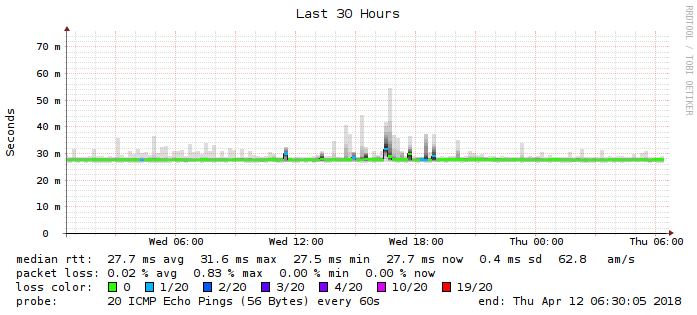 Last 30 Hours
RRDTOOL / TOBI OETIKER
Seconds
70 m
60 m
50 m
40 m
30 m
20 m
10 m
0
Wed 06:00 Wed 12:00 Wed 18:00 Thu 00:00 Thu 06:00
median rtt: 27.7 ms avg 31.6 ms max 27.5 ms min 27.7 ms now 0.4 ms sd 62.8 am/s
packet loss: 0.02 % avg 0.83 % max 0.00 % min 0.00 % now
loss color: 0 1/20 2/20 3/20 4/20 10/20 19/20
probe: 20 ICMP Echo Pings (56 Bytes) every 60s end: Thu Apr 12 06:30:05 2018